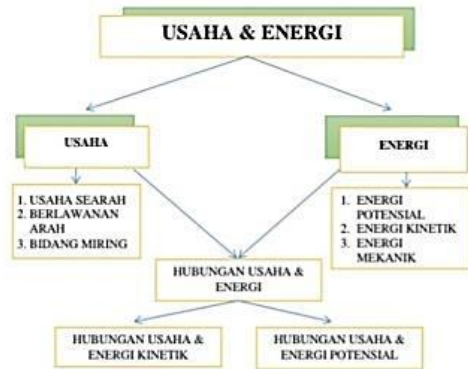 USAHA & ENERGI
USAHA
ENERGI
1. USAHA SEARAH
2. BERLAWANAN
ARAH
3. BIDANG MIRING
1. ENERGI
POTENSIAL
2. ENERGI KINETIK
3. ENERGI
MEKANIK
HUBUNGAN USAHA &
ENERGI
HUBUNGAN USAHA &
ENERGI KINETIK
HUBUNGAN USAHA &
ENERGI POTENSIAL